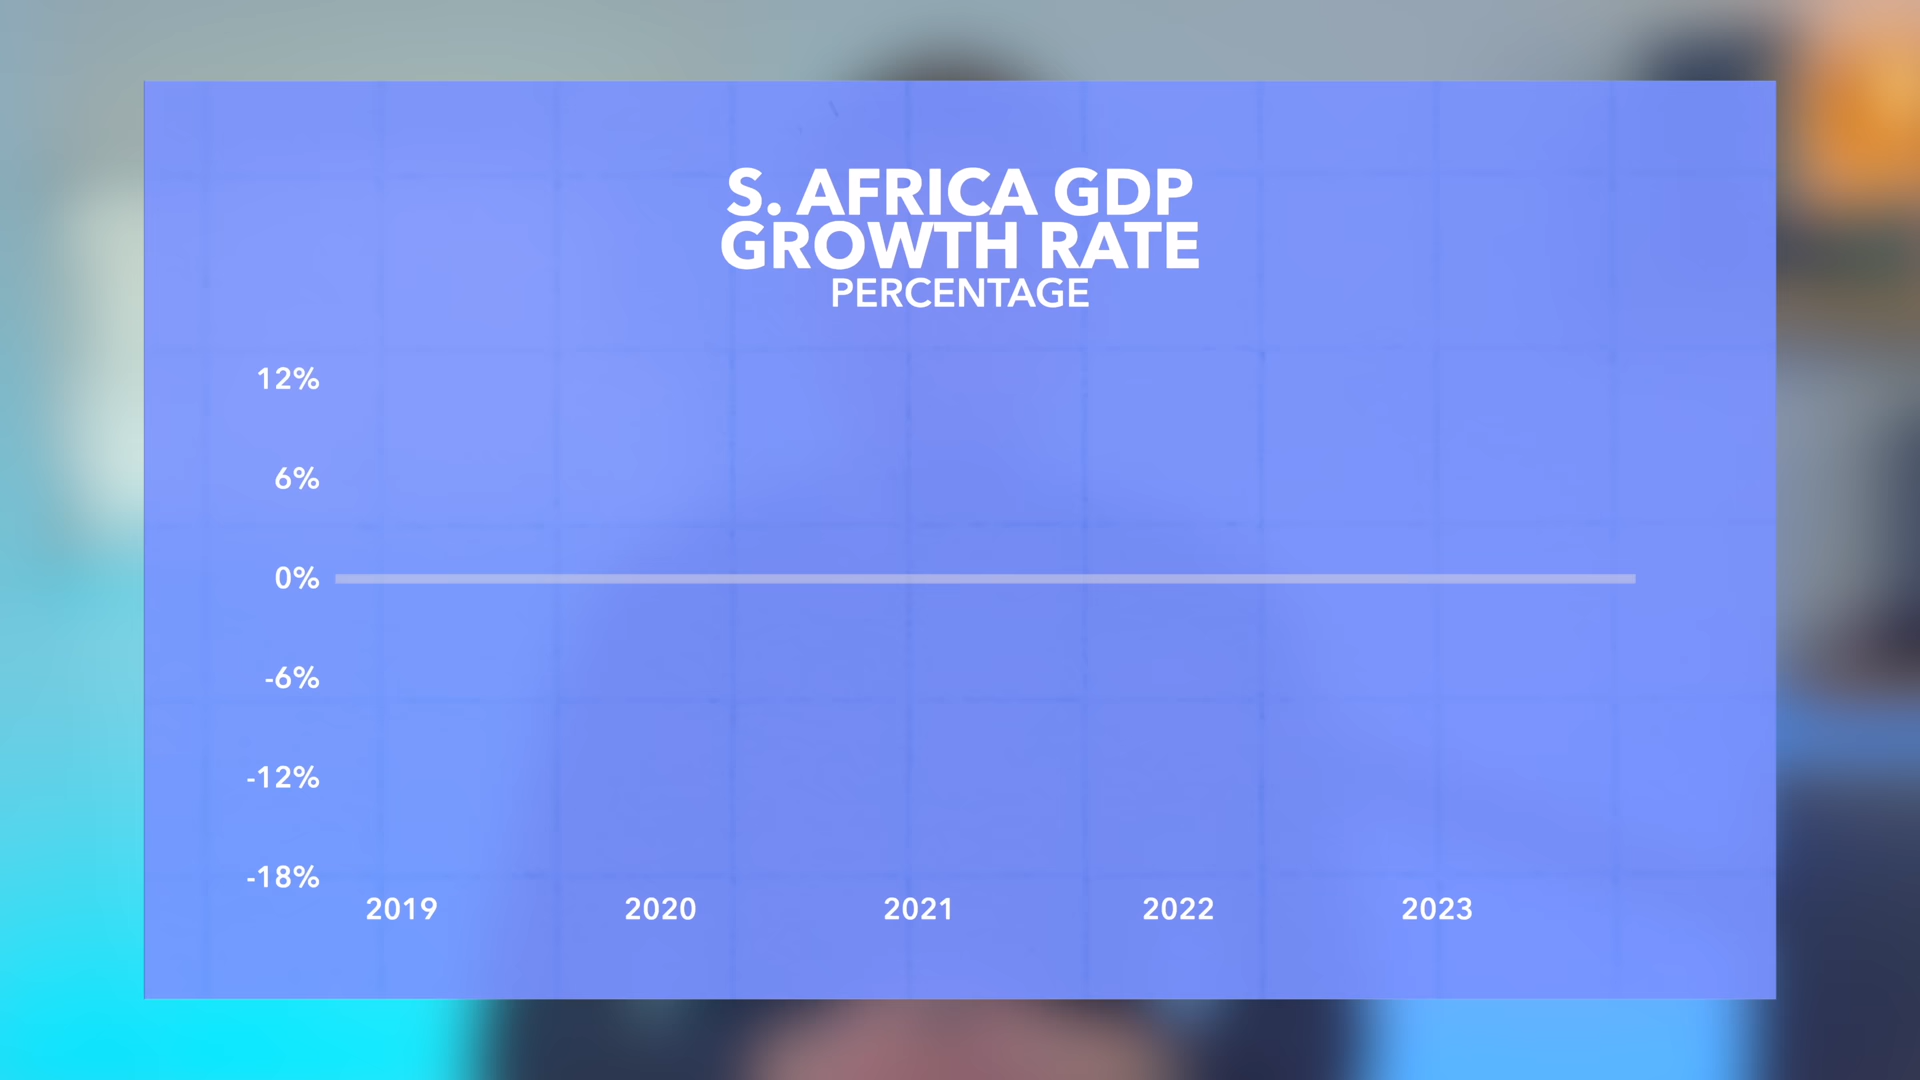 S. AFRICA GDP
GROWTH RATE
PERCENTAGE
12%
6%
0%
-6%
-12%
-18%
2019 2020 2021 2022 2023